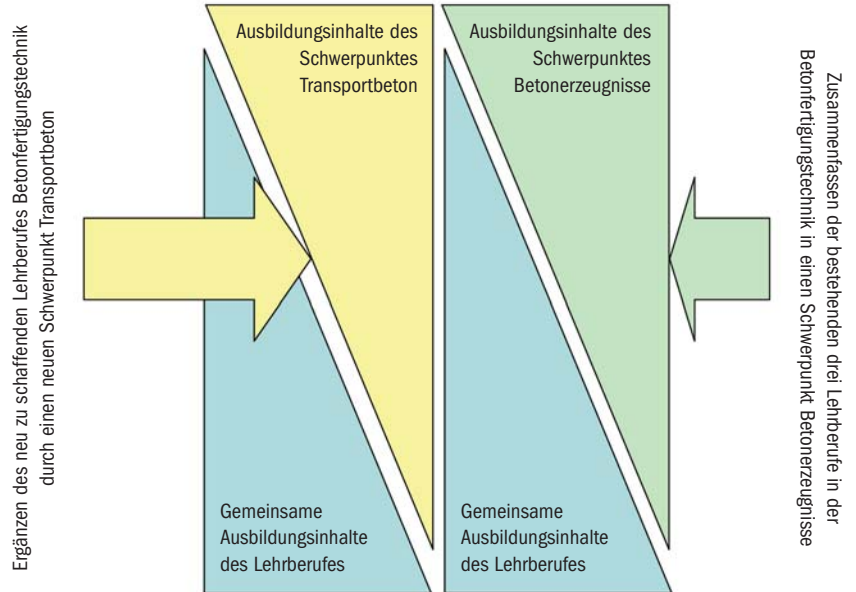 Ergänzen des neu zu schaffenden Lehrberufes Betonfertigungstechnik
durch einen neuen Schwerpunkt Transportbeton
Ausbildungsinhalte des
Schwerpunktes
Transportbeton
Gemeinsame
Ausbildungsinhalte
des Lehrberufes
Ausbildungsinhalte des
Schwerpunktes
Betonerzeugnisse
Gemeinsame
Ausbildungsinhalte
des Lehrberufes
Zusammenfassen der bestehenden drei Lehrberufe in der
Betonfertigungstechnik in einen Schwerpunkt Betonerzeugnisse